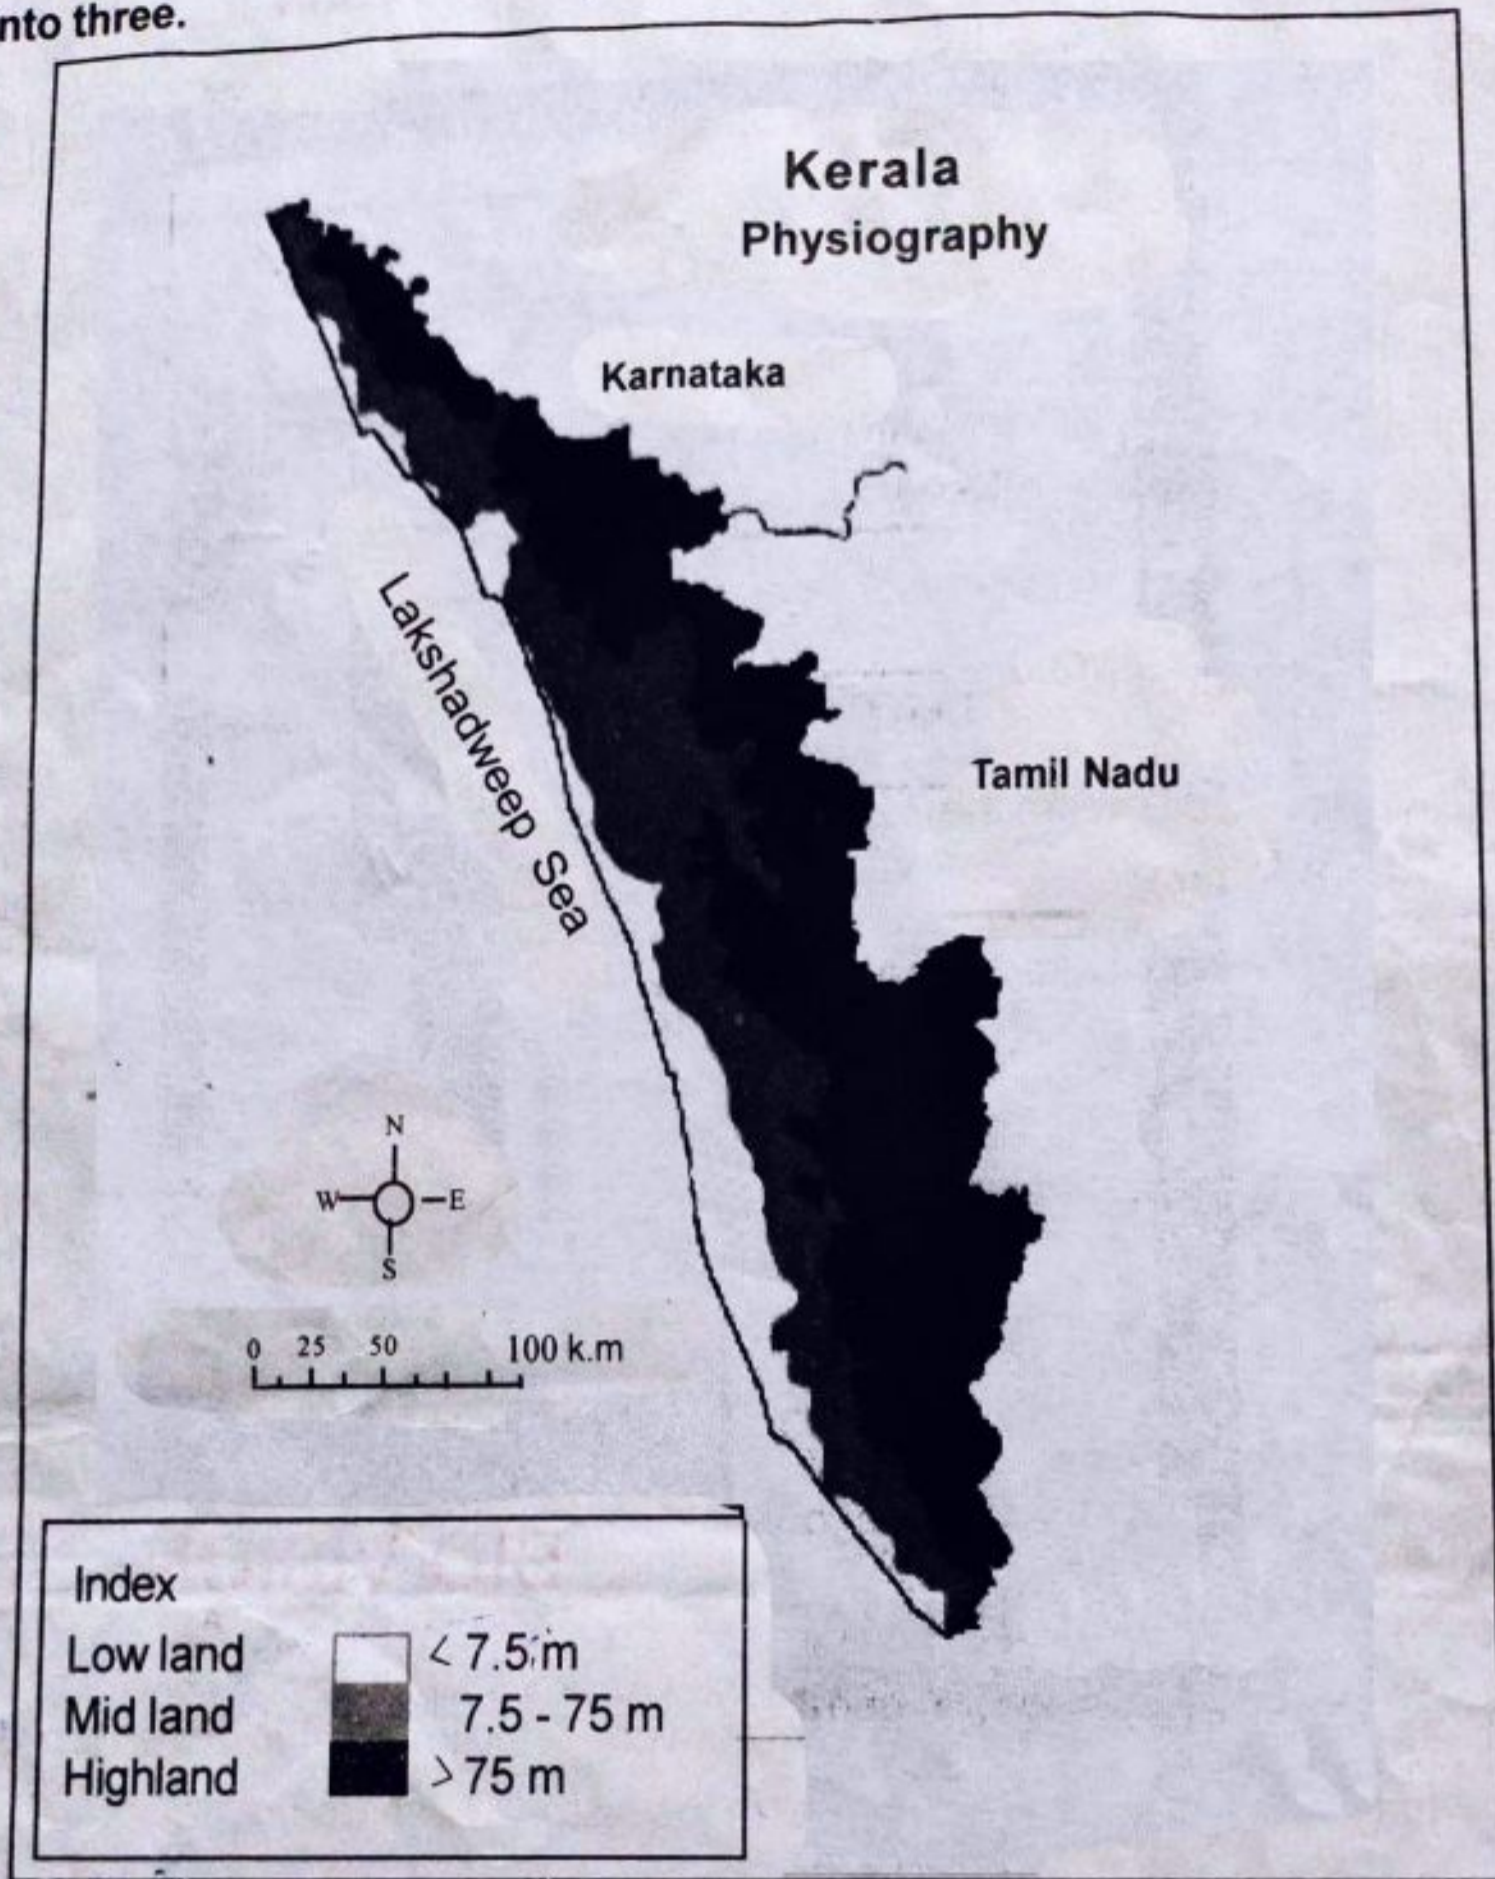 nto three.
Kerala
Physiography
Karnataka
Lakshadweep Sea
Tamil Nadu
N
W E
S
0 25 50 100 k.m
Index
Low land < 7.5 m
Mid land 7.5 - 75 m
Highland > 75 m